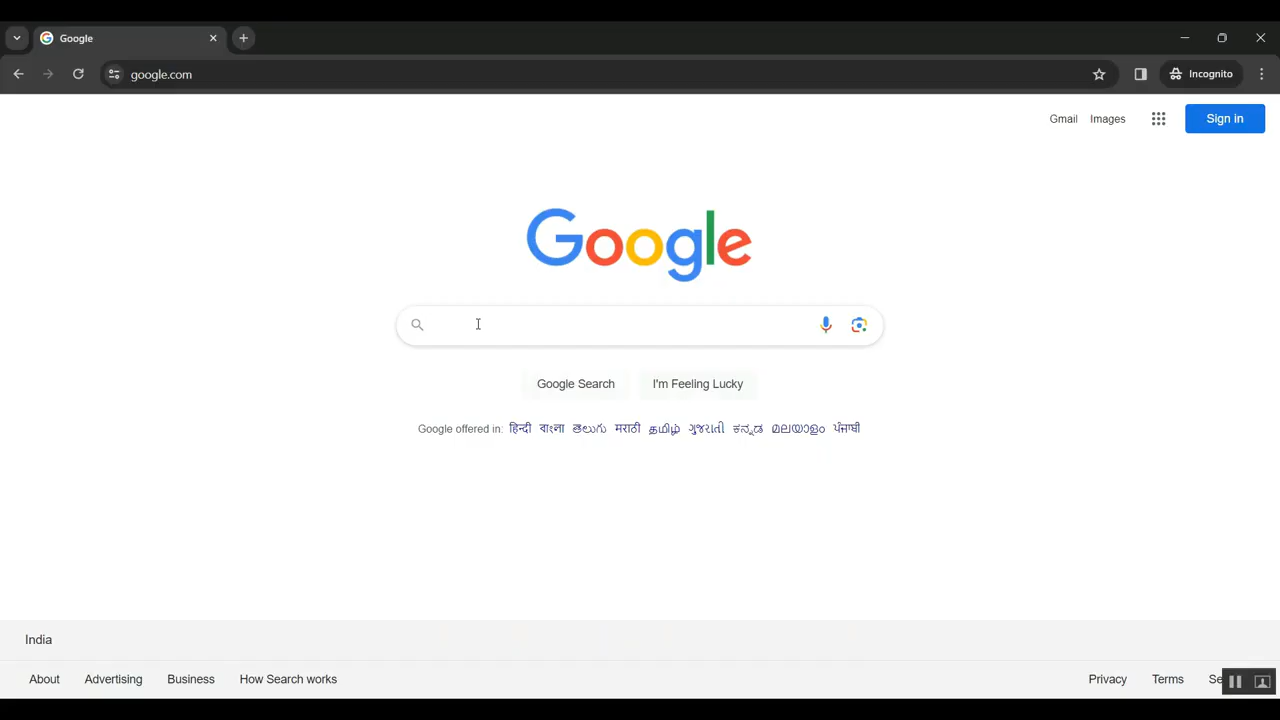 Google
google.com
Incognito
Gmail Images Sign in
Google
Google Search I'm Feeling Lucky
Google offered in: हिन्दी বাংলা తెలుగు मराठी தமிழ் ગુજરાતી ಕನ್ನಡ മലയാളം ਪੰਜਾਬੀ
India
About Advertising Business How Search works Privacy Terms Se